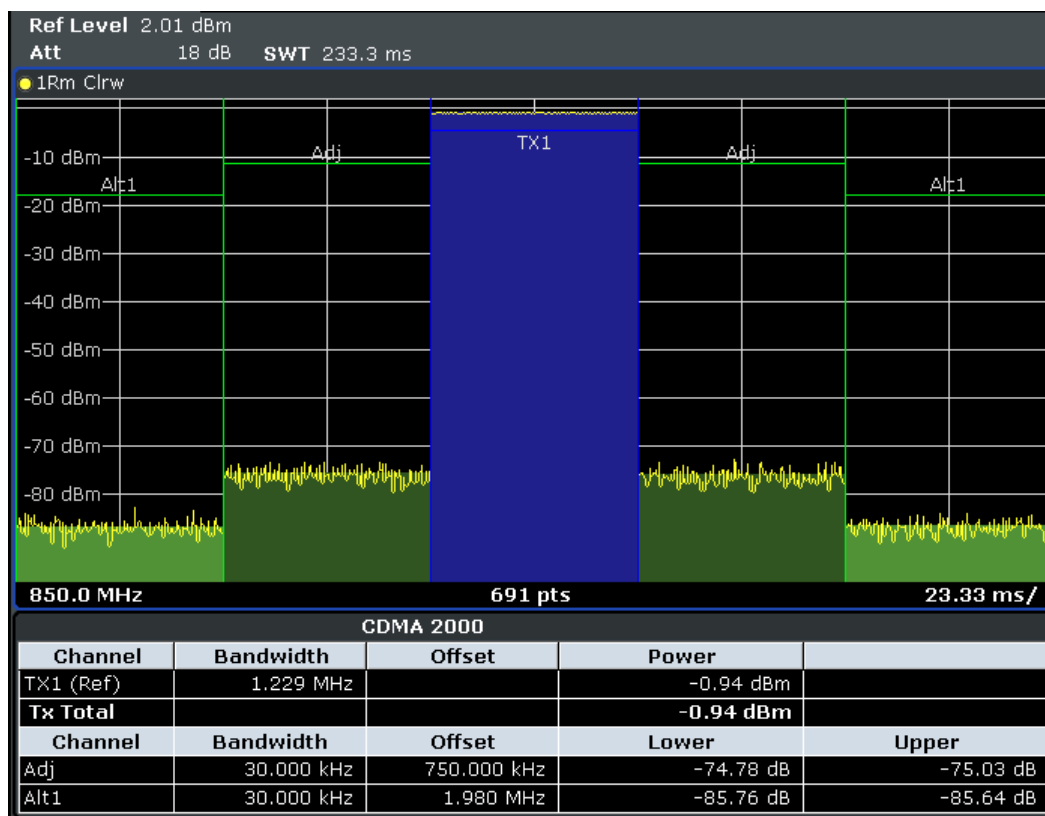 Ref Level 2.01 dBm
Att 18 dB SWT 233.3 ms
1Rm Clrw
TX1
Adj Adj
-10 dBm
Alt1 Alt1
-20 dBm
-30 dBm
-40 dBm
-50 dBm
-60 dBm
-70 dBm
-80 dBm
850.0 MHz 691 pts 23.33 ms/
CDMA 2000
Channel Bandwidth Offset Power
TX1 (Ref) 1.229 MHz -0.94 dBm
Tx Total -0.94 dBm
Channel Bandwidth Offset Lower Upper
Adj 30.000 kHz 750.000 kHz -74.78 dB -75.03 dB
Alt1 30.000 kHz 1.980 MHz -85.76 dB -85.64 dB